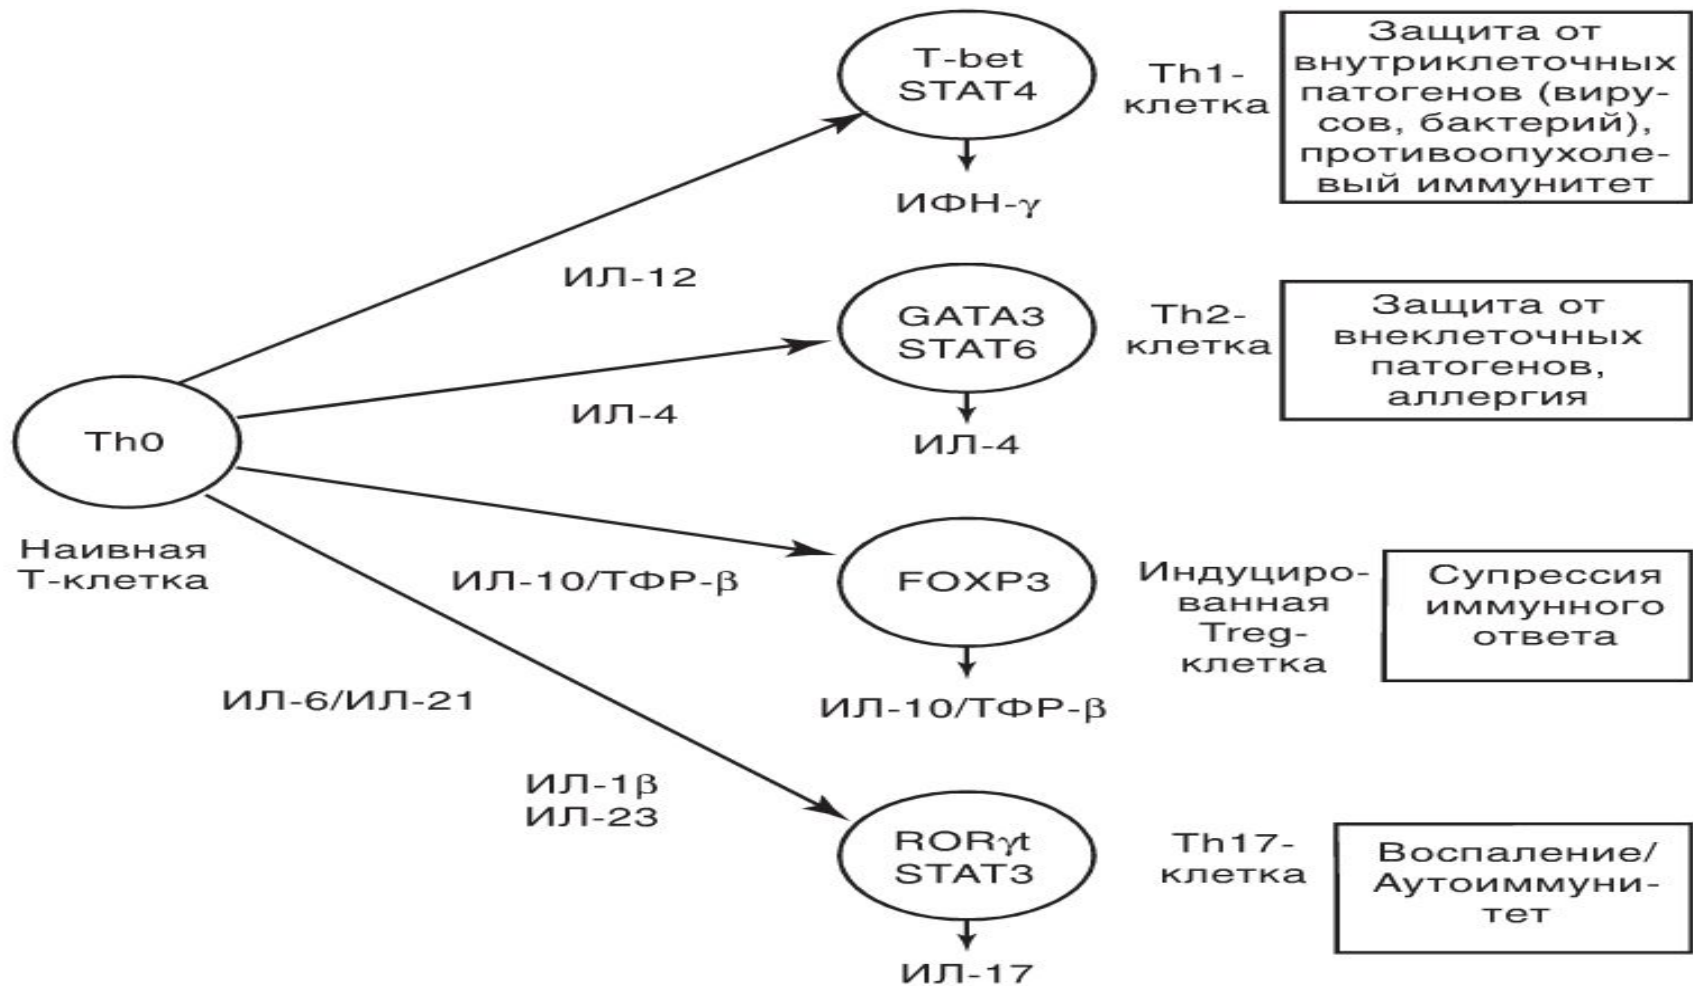 T-bet
STAT4
Th1-
клетка
Защита от
внутриклеточных
патогенов (виру-
сов, бактерий),
противоопухоле-
вый иммунитет
ИФН-γ
ИЛ-12
GATA3
STAT6
Th2-
клетка
Защита от
внеклеточных
патогенов,
аллергия
ИЛ-4
ИЛ-4
Th0
Наивная
Т-клетка
ИЛ-10/ТФР-β
FOXP3
Индуциро-
ванная
Treg-
клетка
Супрессия
иммунного
ответа
ИЛ-10/ТФР-β
ИЛ-6/ИЛ-21
ИЛ-1β
ИЛ-23
RORγt
STAT3
Th17-
клетка
Воспаление/
Аутоиммуни-
тет
ИЛ-17